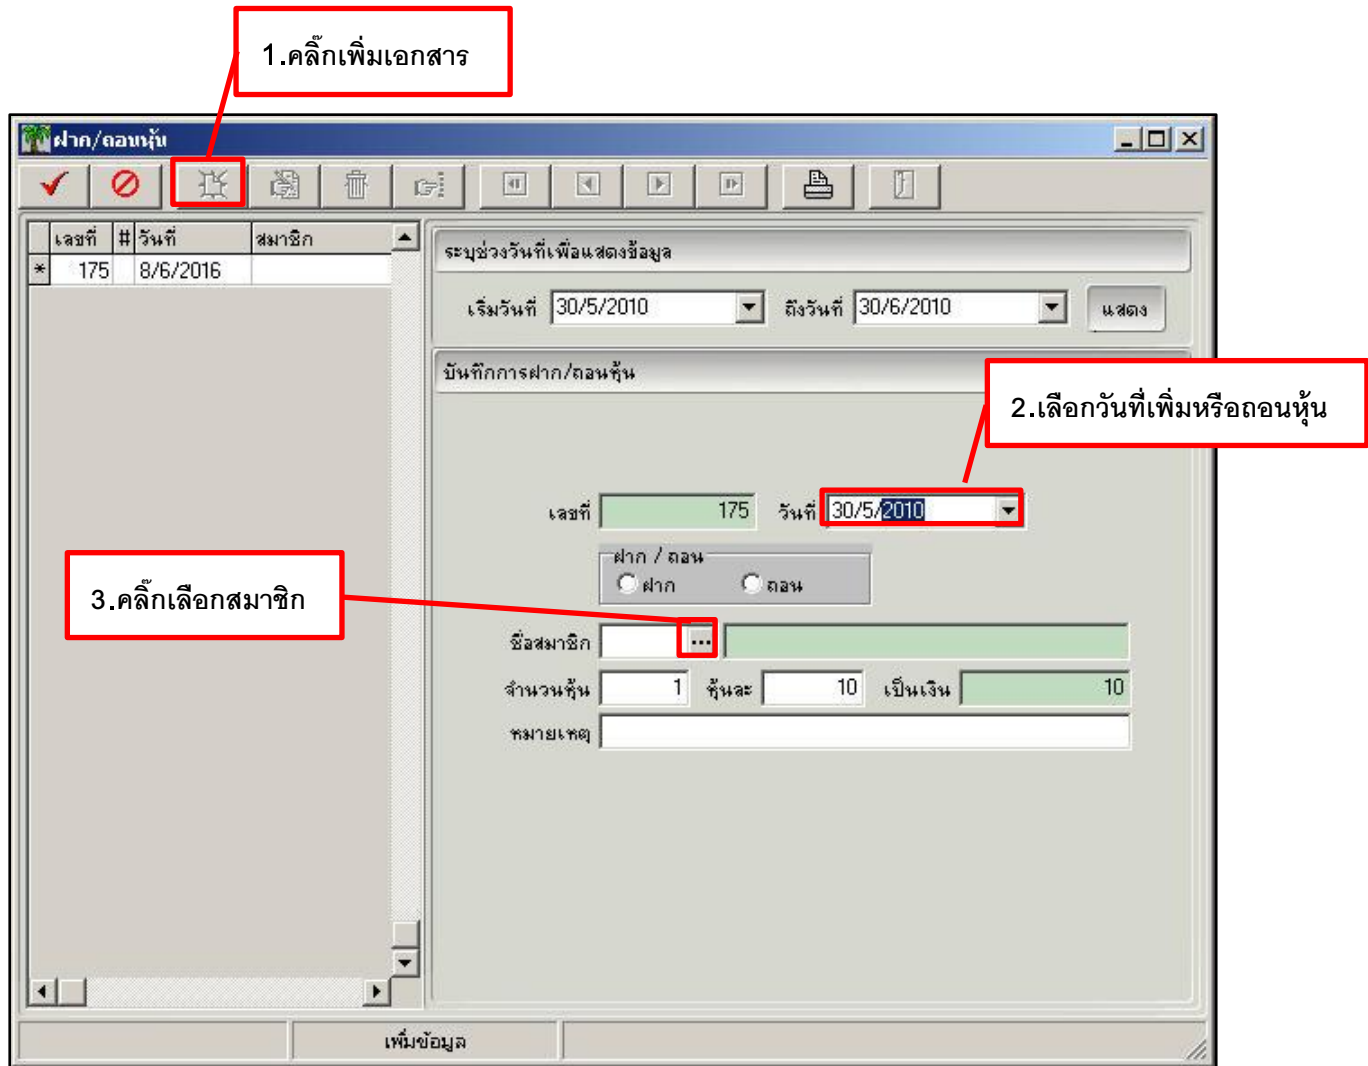 1.คลิ๊กเพิ่มเอกสาร
ฝาก/ถอนหุ้น
เลขที่ # วันที่ สมาชิก
* 175 8/6/2016
ระบุช่วงวันที่เพื่อแสดงข้อมูล
เริ่มวันที่ 30/5/2010 ถึงวันที่ 30/6/2010 แสดง
บันทึกการฝาก/ถอนหุ้น
2.เลือกวันที่เพิ่มหรือถอนหุ้น
เลขที่ 175 วันที่ 30/5/2010
ฝาก / ถอน
ฝาก ถอน
3.คลิ๊กเลือกสมาชิก
ชื่อสมาชิก ...
จำนวนหุ้น 1 หุ้นละ 10 เป็นเงิน 10
หมายเหตุ
เพิ่มข้อมูล